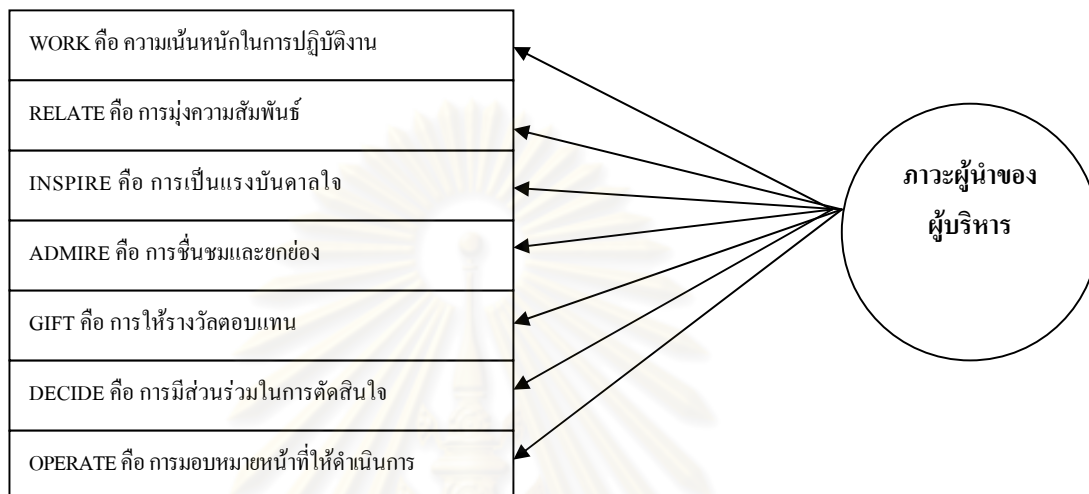 WORK คือ ความเน้นหนักในการปฏิบัติงาน
RELATE คือ การมุ่งความสัมพันธ์
INSPIRE คือ การเป็นแรงบันดาลใจ
ADMIRE คือ การชื่นชมและยกย่อง
GIFT คือ การให้รางวัลตอบแทน
DECIDE คือ การมีส่วนร่วมในการตัดสินใจ
OPERATE คือ การมอบหมายหน้าที่ให้ดำเนินการ
ภาวะผู้นำของ
ผู้บริหาร